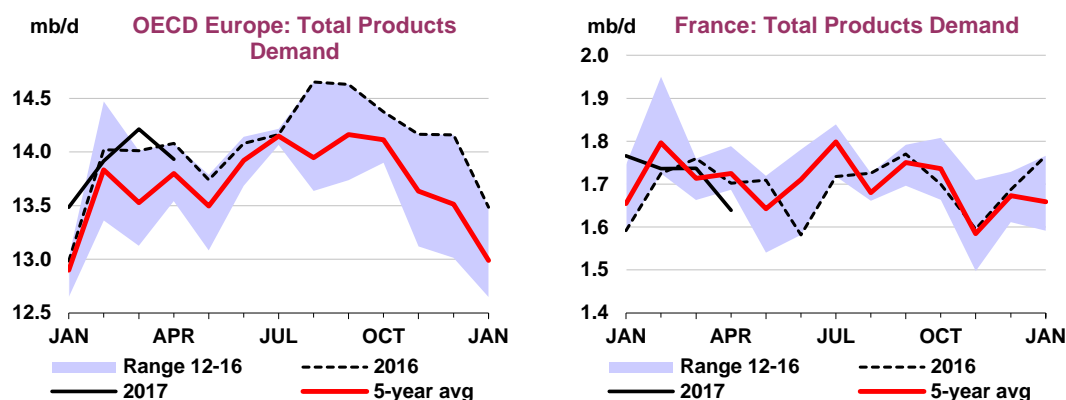 mb/d
OECD Europe: Total Products
Demand
14.5
14.0
13.5
13.0
12.5
JAN APR JUL OCT JAN
Range 12-16 2016
2017 5-year avg
mb/d
France: Total Products Demand
2.0
1.9
1.8
1.7
1.6
1.5
1.4
JAN APR JUL OCT JAN
Range 12-16 2016
2017 5-year avg